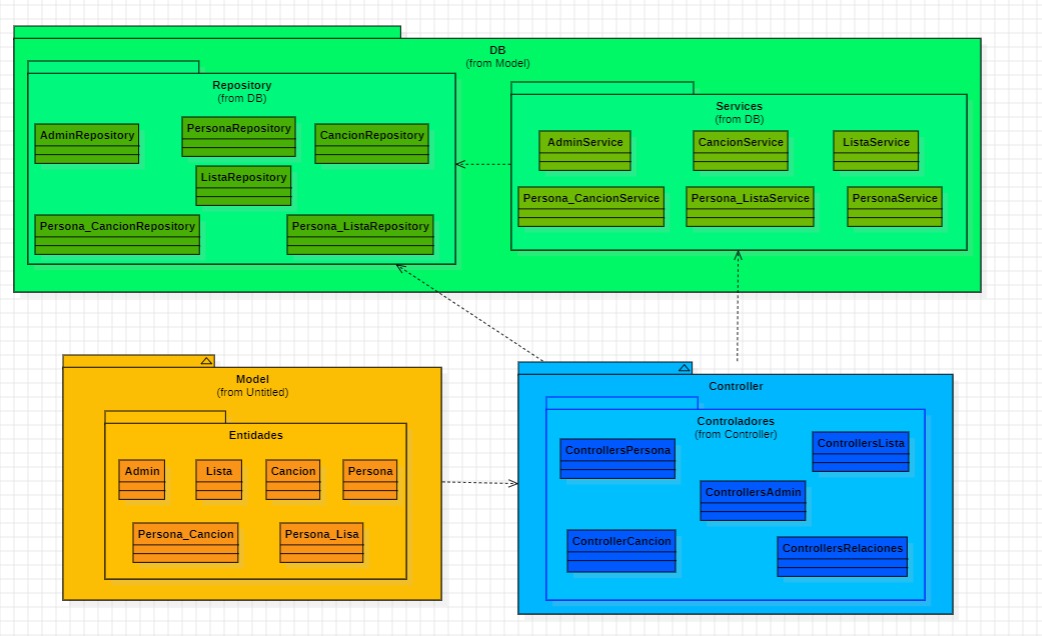 DB
(from Model)
Repository
(from DB)
AdminRepository
PersonaRepository
CancionRepository
ListaRepository
Persona_CancionRepository
Persona_ListaRepository
Services
(from DB)
AdminService
CancionService
ListaService
Persona_CancionService
Persona_ListaService
PersonaService
Model
(from Untitled)
Entidades
Admin
Lista
Cancion
Persona
Persona_Cancion
Persona_Lisa
Controller
Controladores
(from Controller)
ControllersPersona
ControllersLista
ControllersAdmin
ControllerCancion
ControllersRelaciones